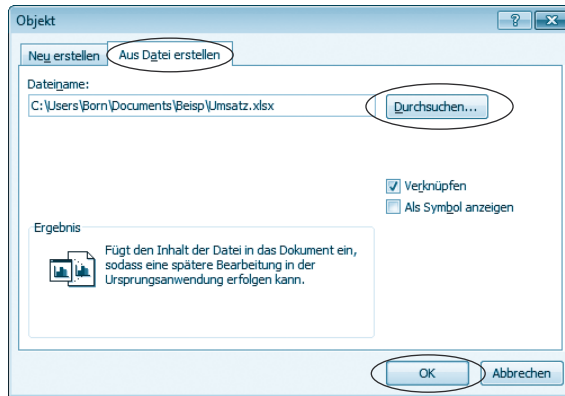 Objekt
Neu erstellen
Aus Datei erstellen
Dateiname:
C:\Users\Born\Documents\Beisp\Umsatz.xlsx
Durchsuchen...
Verknüpfen
Als Symbol anzeigen
Ergebnis
Fügt den Inhalt der Datei in das Dokument ein,
sodass eine spätere Bearbeitung in der
Ursprungsanwendung erfolgen kann.
OK
Abbrechen